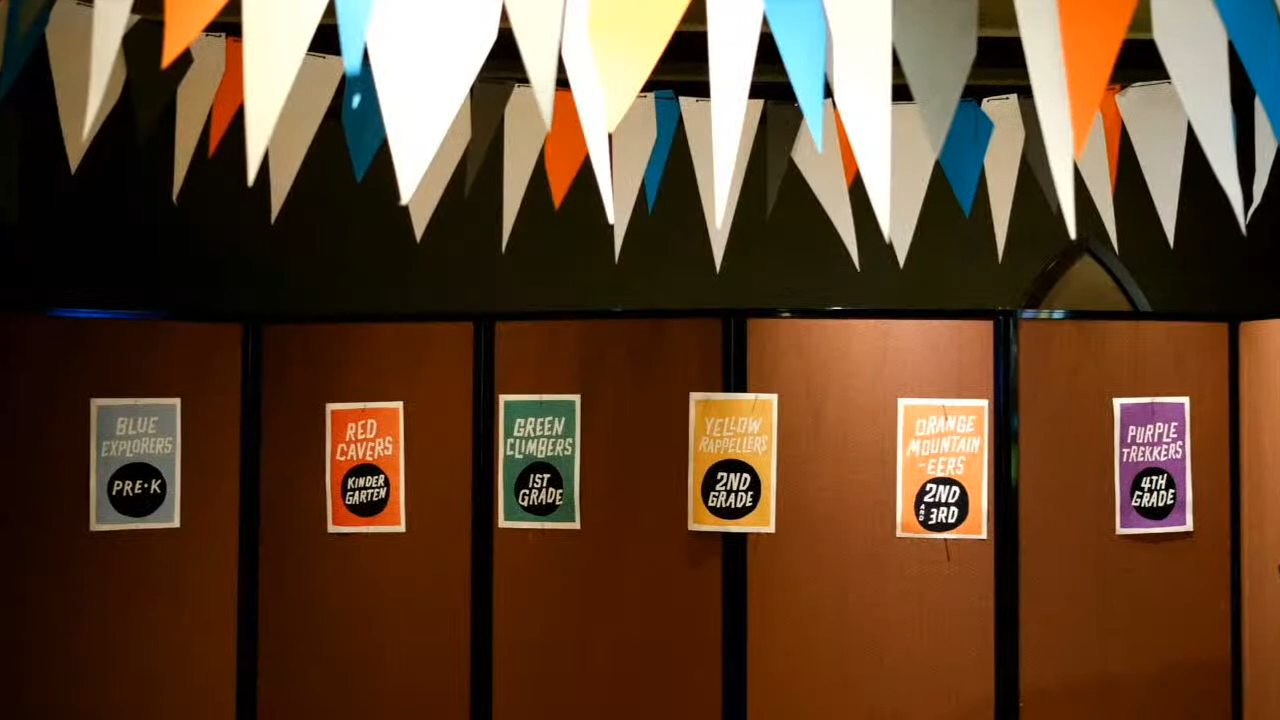 BLUE
EXPLORERS
PRE·K
RED
CAVERS
KINDER
GARTEN
GREEN
CLIMBERS
1ST
GRADE
YELLOW
RAPPELLERS
2ND
GRADE
ORANGE
MOUNTAIN
-EERS
2ND
AND 3RD
PURPLE
TREKKERS
4TH
GRADE